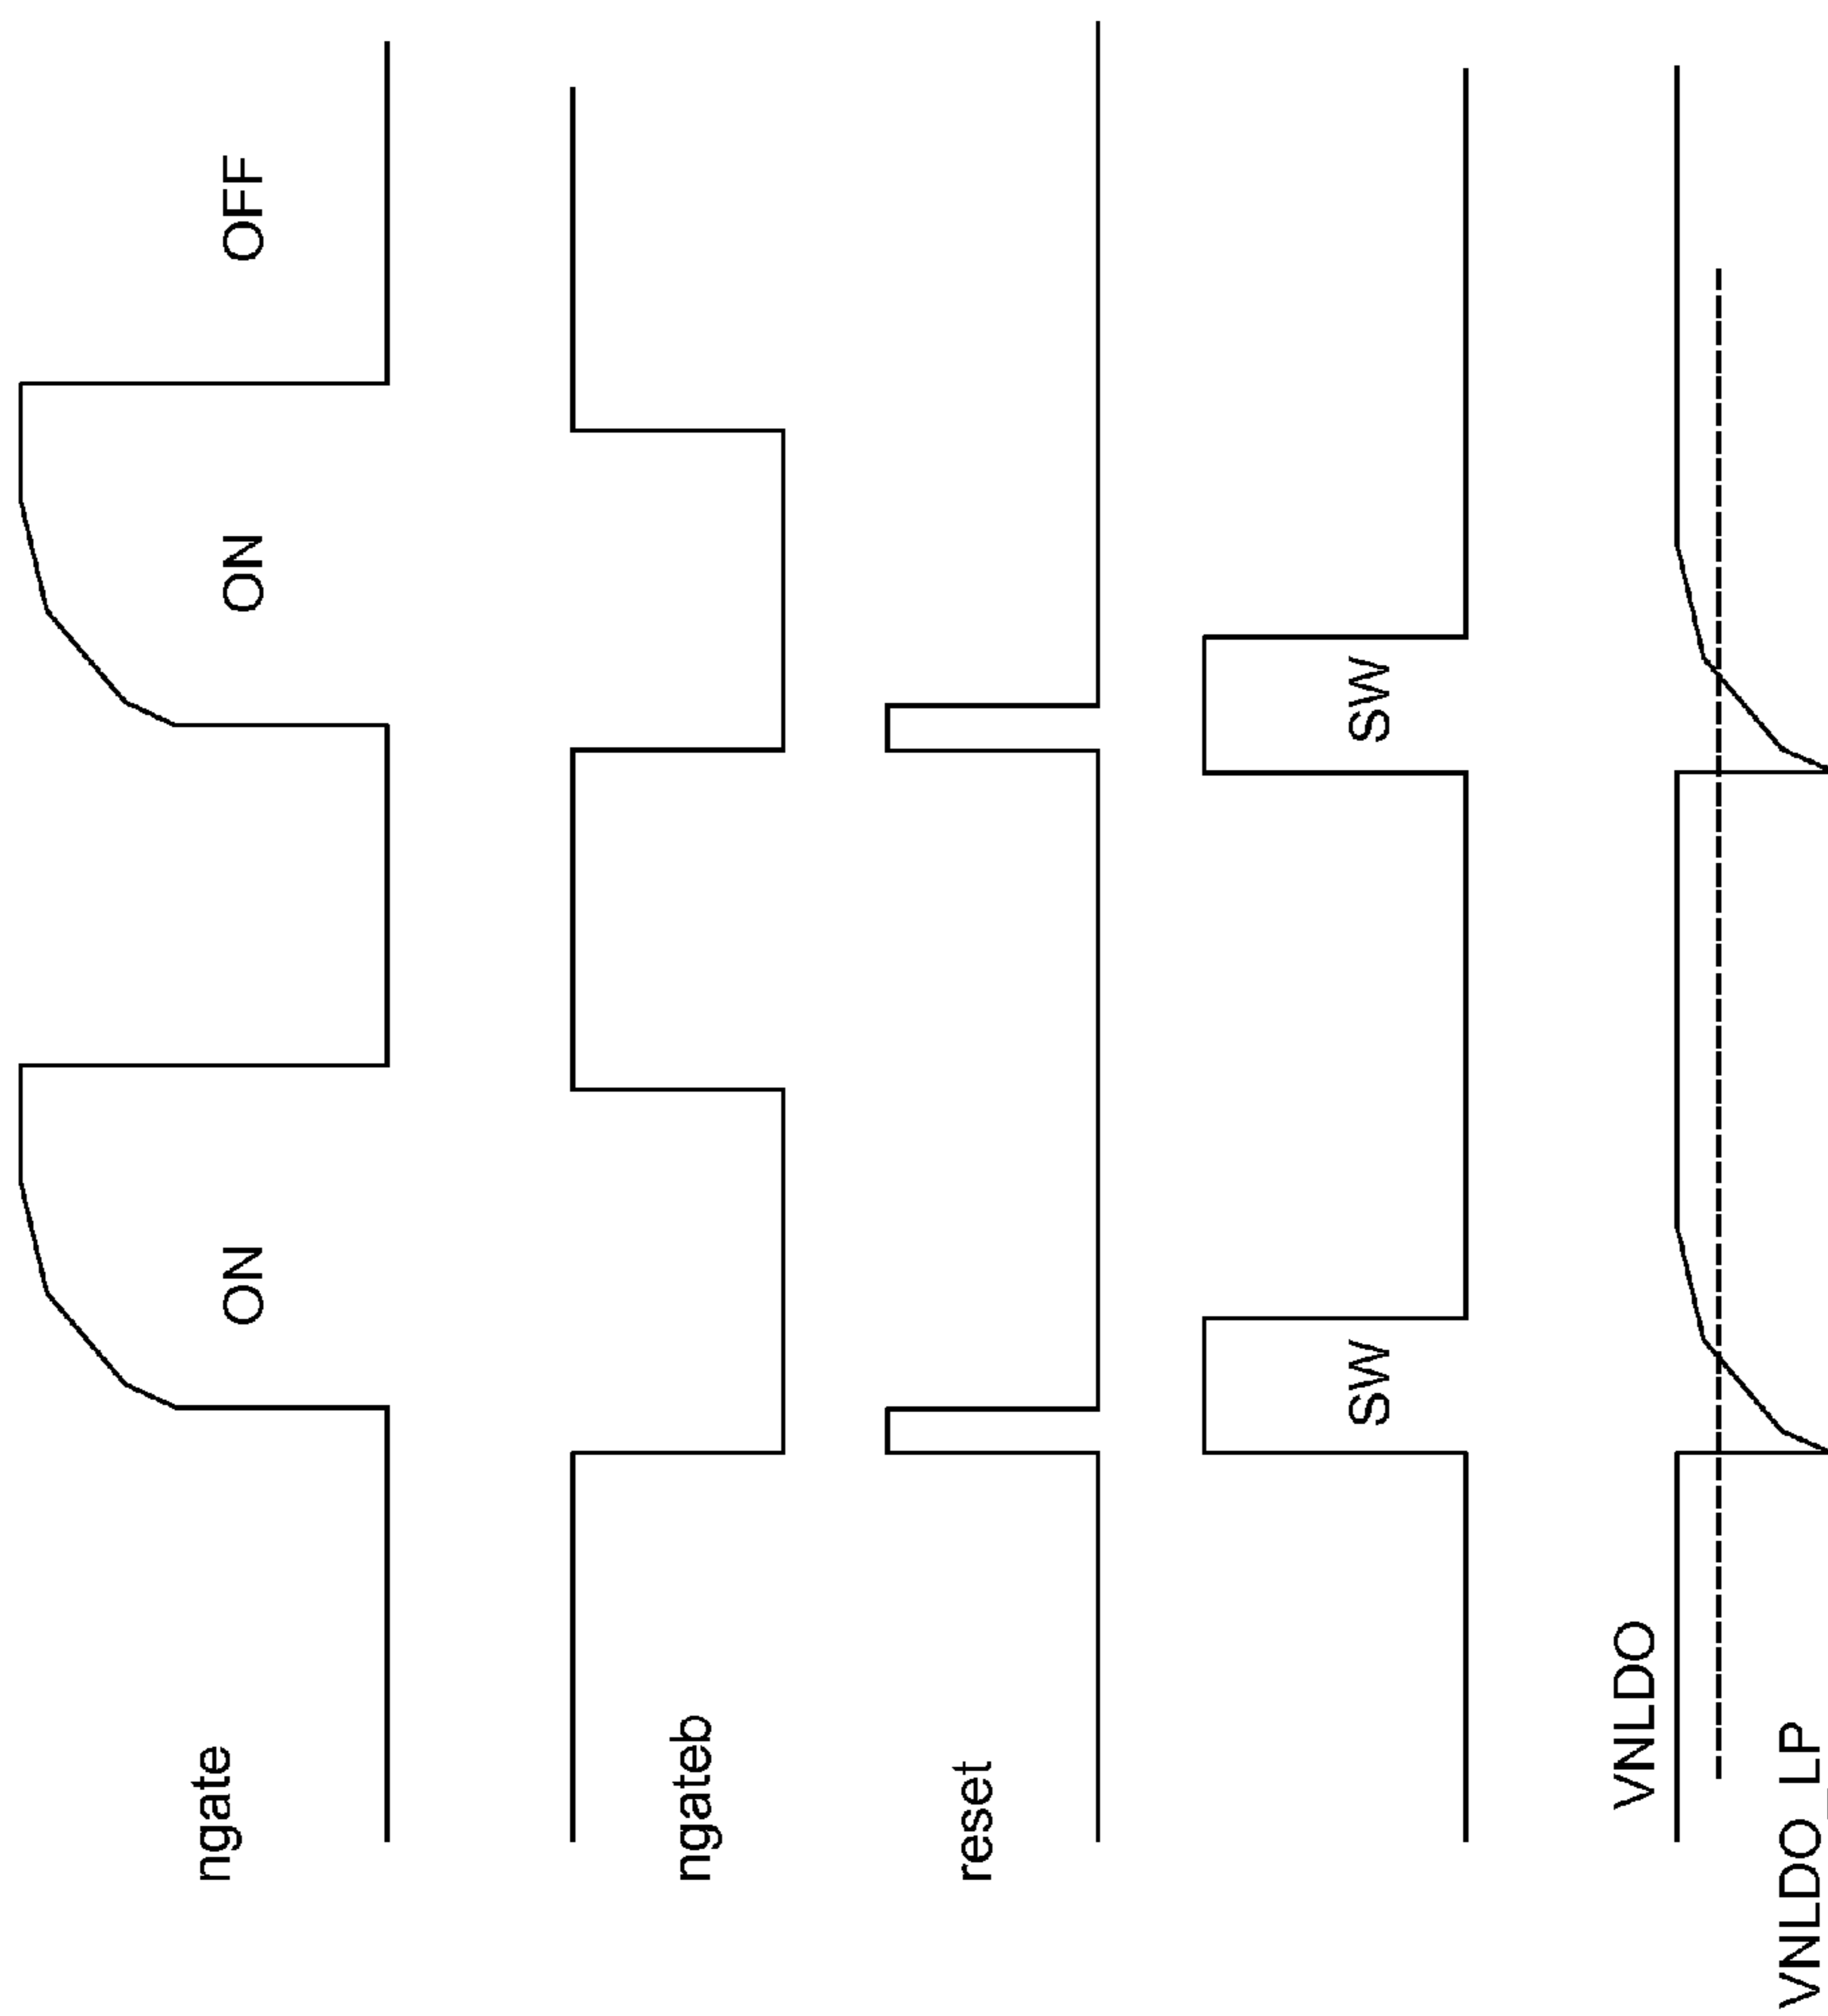 ngate
ON
ON
OFF
ngateb
reset
SW
SW
VNLDO
VNLDO_LP